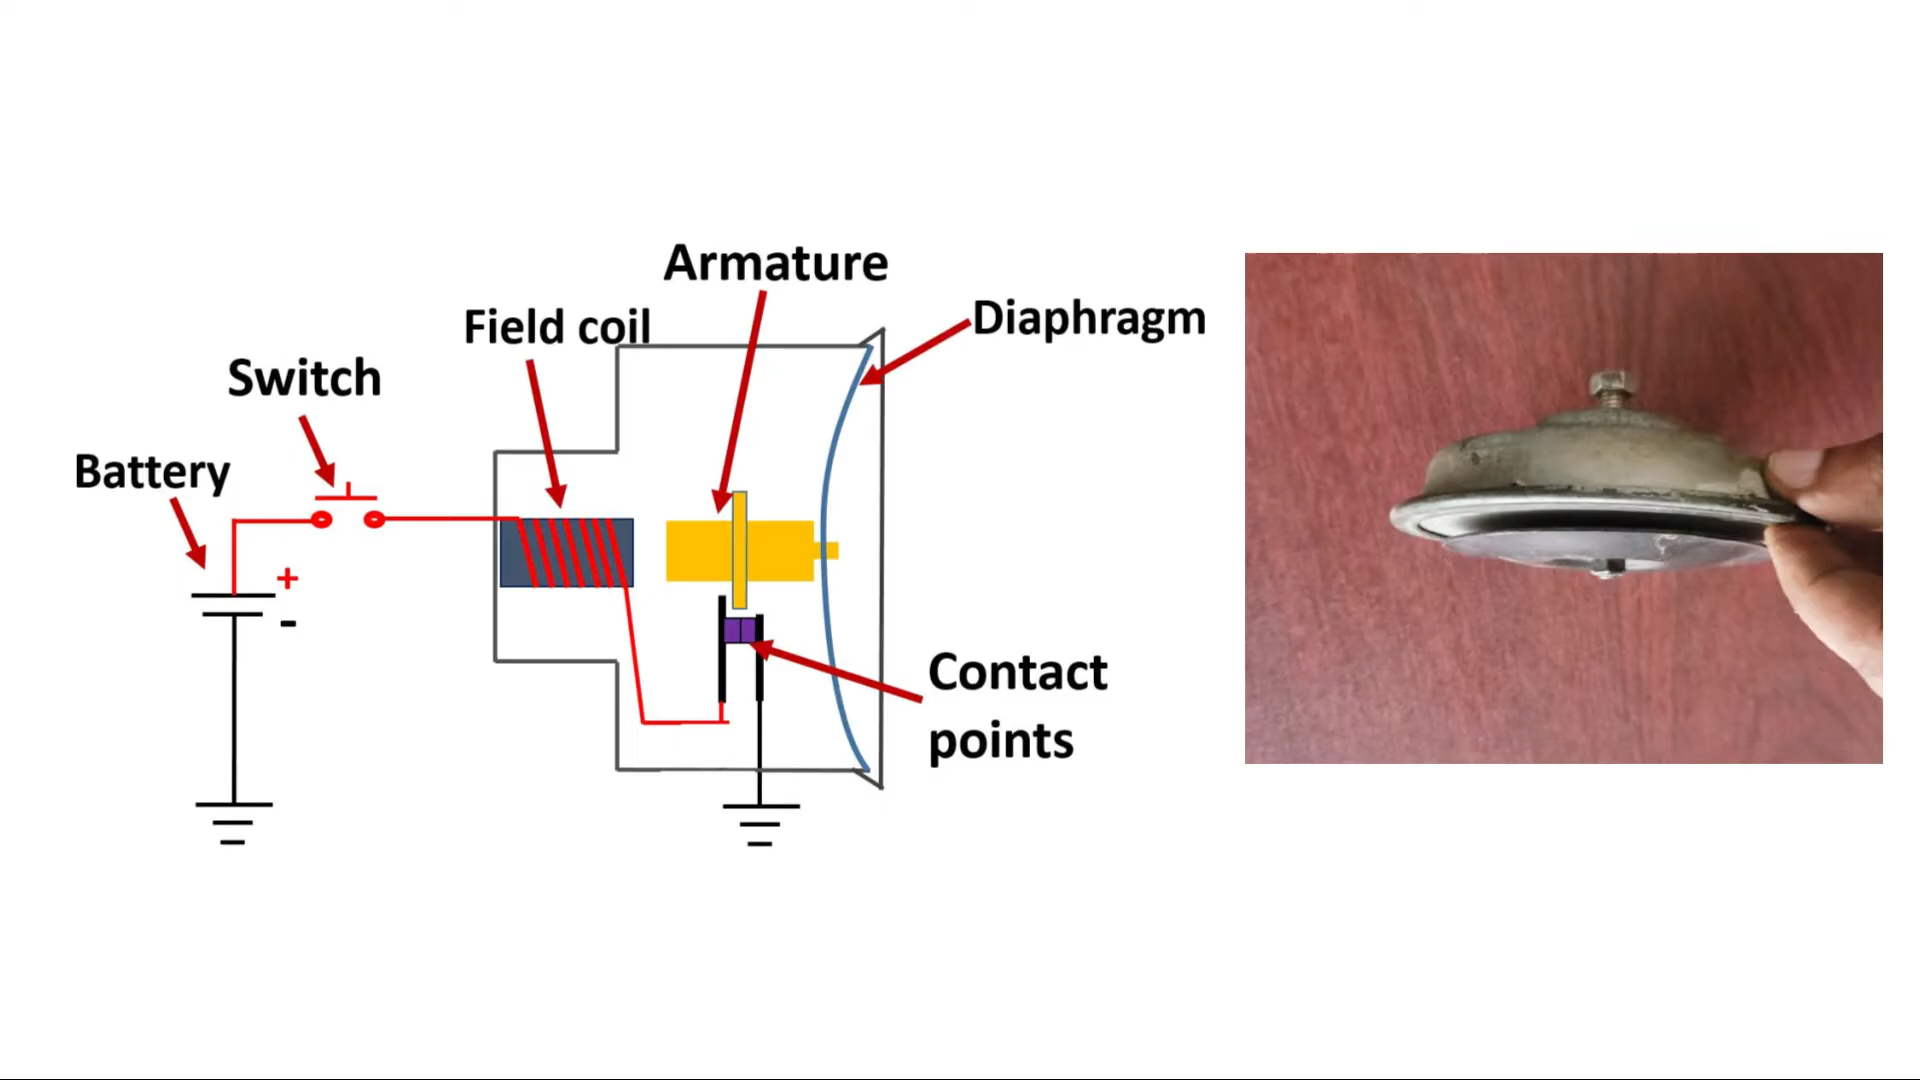 Armature
Diaphragm
Field coil
Switch
Battery
+
-
Contact
points